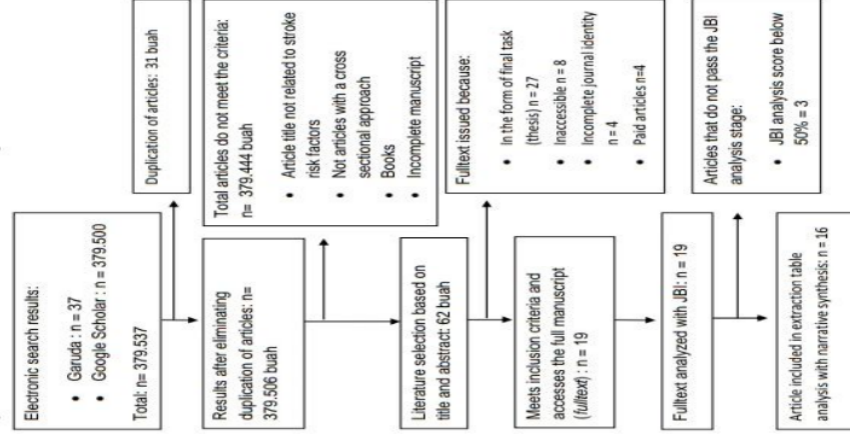 Electronic search results:
• Garuda : n = 37
• Google Scholar : n = 379.500
Total: n= 379.537
Duplication of articles: 31 buah
Results after eliminating
duplication of articles: n=
379.506 buah
Total articles do not meet the criteria:
n= 379.444 buah
• Article title not related to stroke
risk factors
• Not articles with a cross
sectional approach
• Books
• Incomplete manuscript
Literature selection based on
title and abstract: 62 buah
Fulltext issued because:
• In the form of final task
(thesis) n = 27
• Inaccessible n = 8
• Incomplete journal identity
n = 4
• Paid articles n=4
Meets inclusion criteria and
accesses the full manuscript
(fulltext) : n = 19
Fulltext analyzed with JBI: n = 19
Articles that do not pass the JBI
analysis stage:
• JBI analysis score below
50% = 3
Article included in extraction table
analysis with narrative synthesis: n = 16